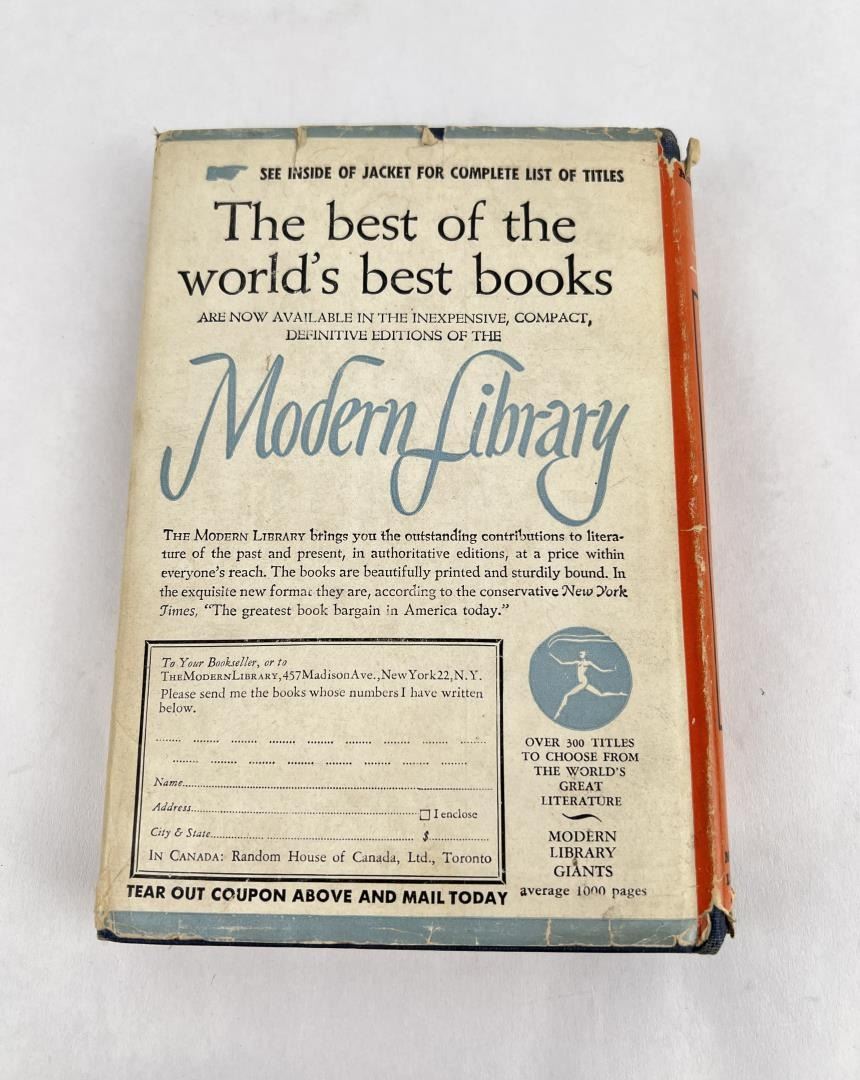 SEE INSIDE OF JACKET FOR COMPLETE LIST OF TITLES
The best of the
world's best books
ARE NOW AVAILABLE IN THE INEXPENSIVE, COMPACT,
DEFINITIVE EDITIONS OF THE
Modern Library
THE MODERN LIBRARY brings you the outstanding contributions to litera-
ture of the past and present, in authoritative editions, at a price within
everyone's reach. The books are beautifully printed and sturdily bound. In
the exquisite new format they are, according to the conservative New York
Times, "The greatest book bargain in America today."
To Your Bookseller, or to
THE MODERN LIBRARY, 457 Madison Ave., New York 22, N. Y.
Please send me the books whose numbers I have written
below.
Name
Address
I enclose
City & State
$
IN CANADA: Random House of Canada, Ltd., Toronto
TEAR OUT COUPON ABOVE AND MAIL TODAY
OVER 300 TITLES
TO CHOOSE FROM
THE WORLD'S
GREAT
LITERATURE
MODERN
LIBRARY
GIANTS
average 1000 pages